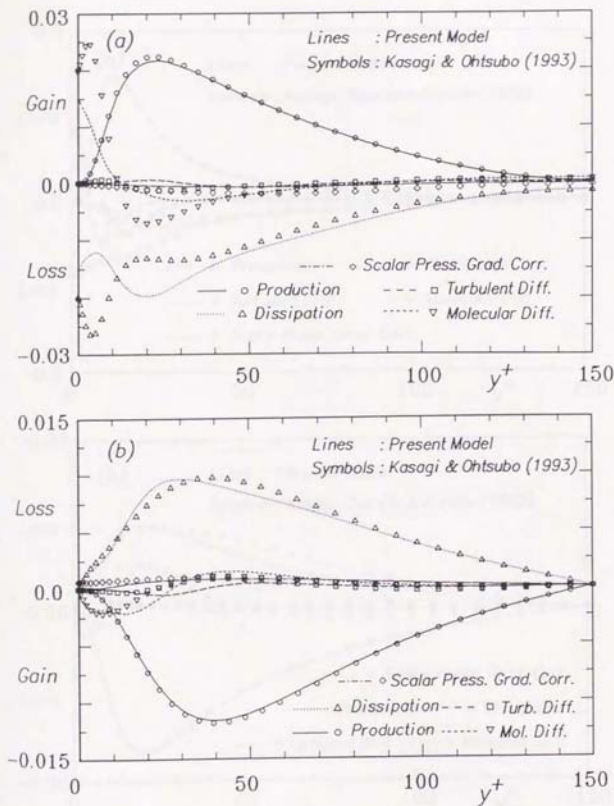 0.03
(a)
Lines : Present Model
Symbols : Kasagi & Ohtsubo (1993)
Gain
0.0
Loss
Scalar Press. Grad. Corr.
Production
Turbulent Diff.
Dissipation
Molecular Diff.
-0.03
0
50
100
y+
150
0.015
(b)
Lines : Present Model
Symbols : Kasagi & Ohtsubo (1993)
Loss
0.0
Gain
Scalar Press. Grad. Corr.
Dissipation
Turb. Diff.
Production
Mol. Diff.
-0.015
0
50
100
y+
150